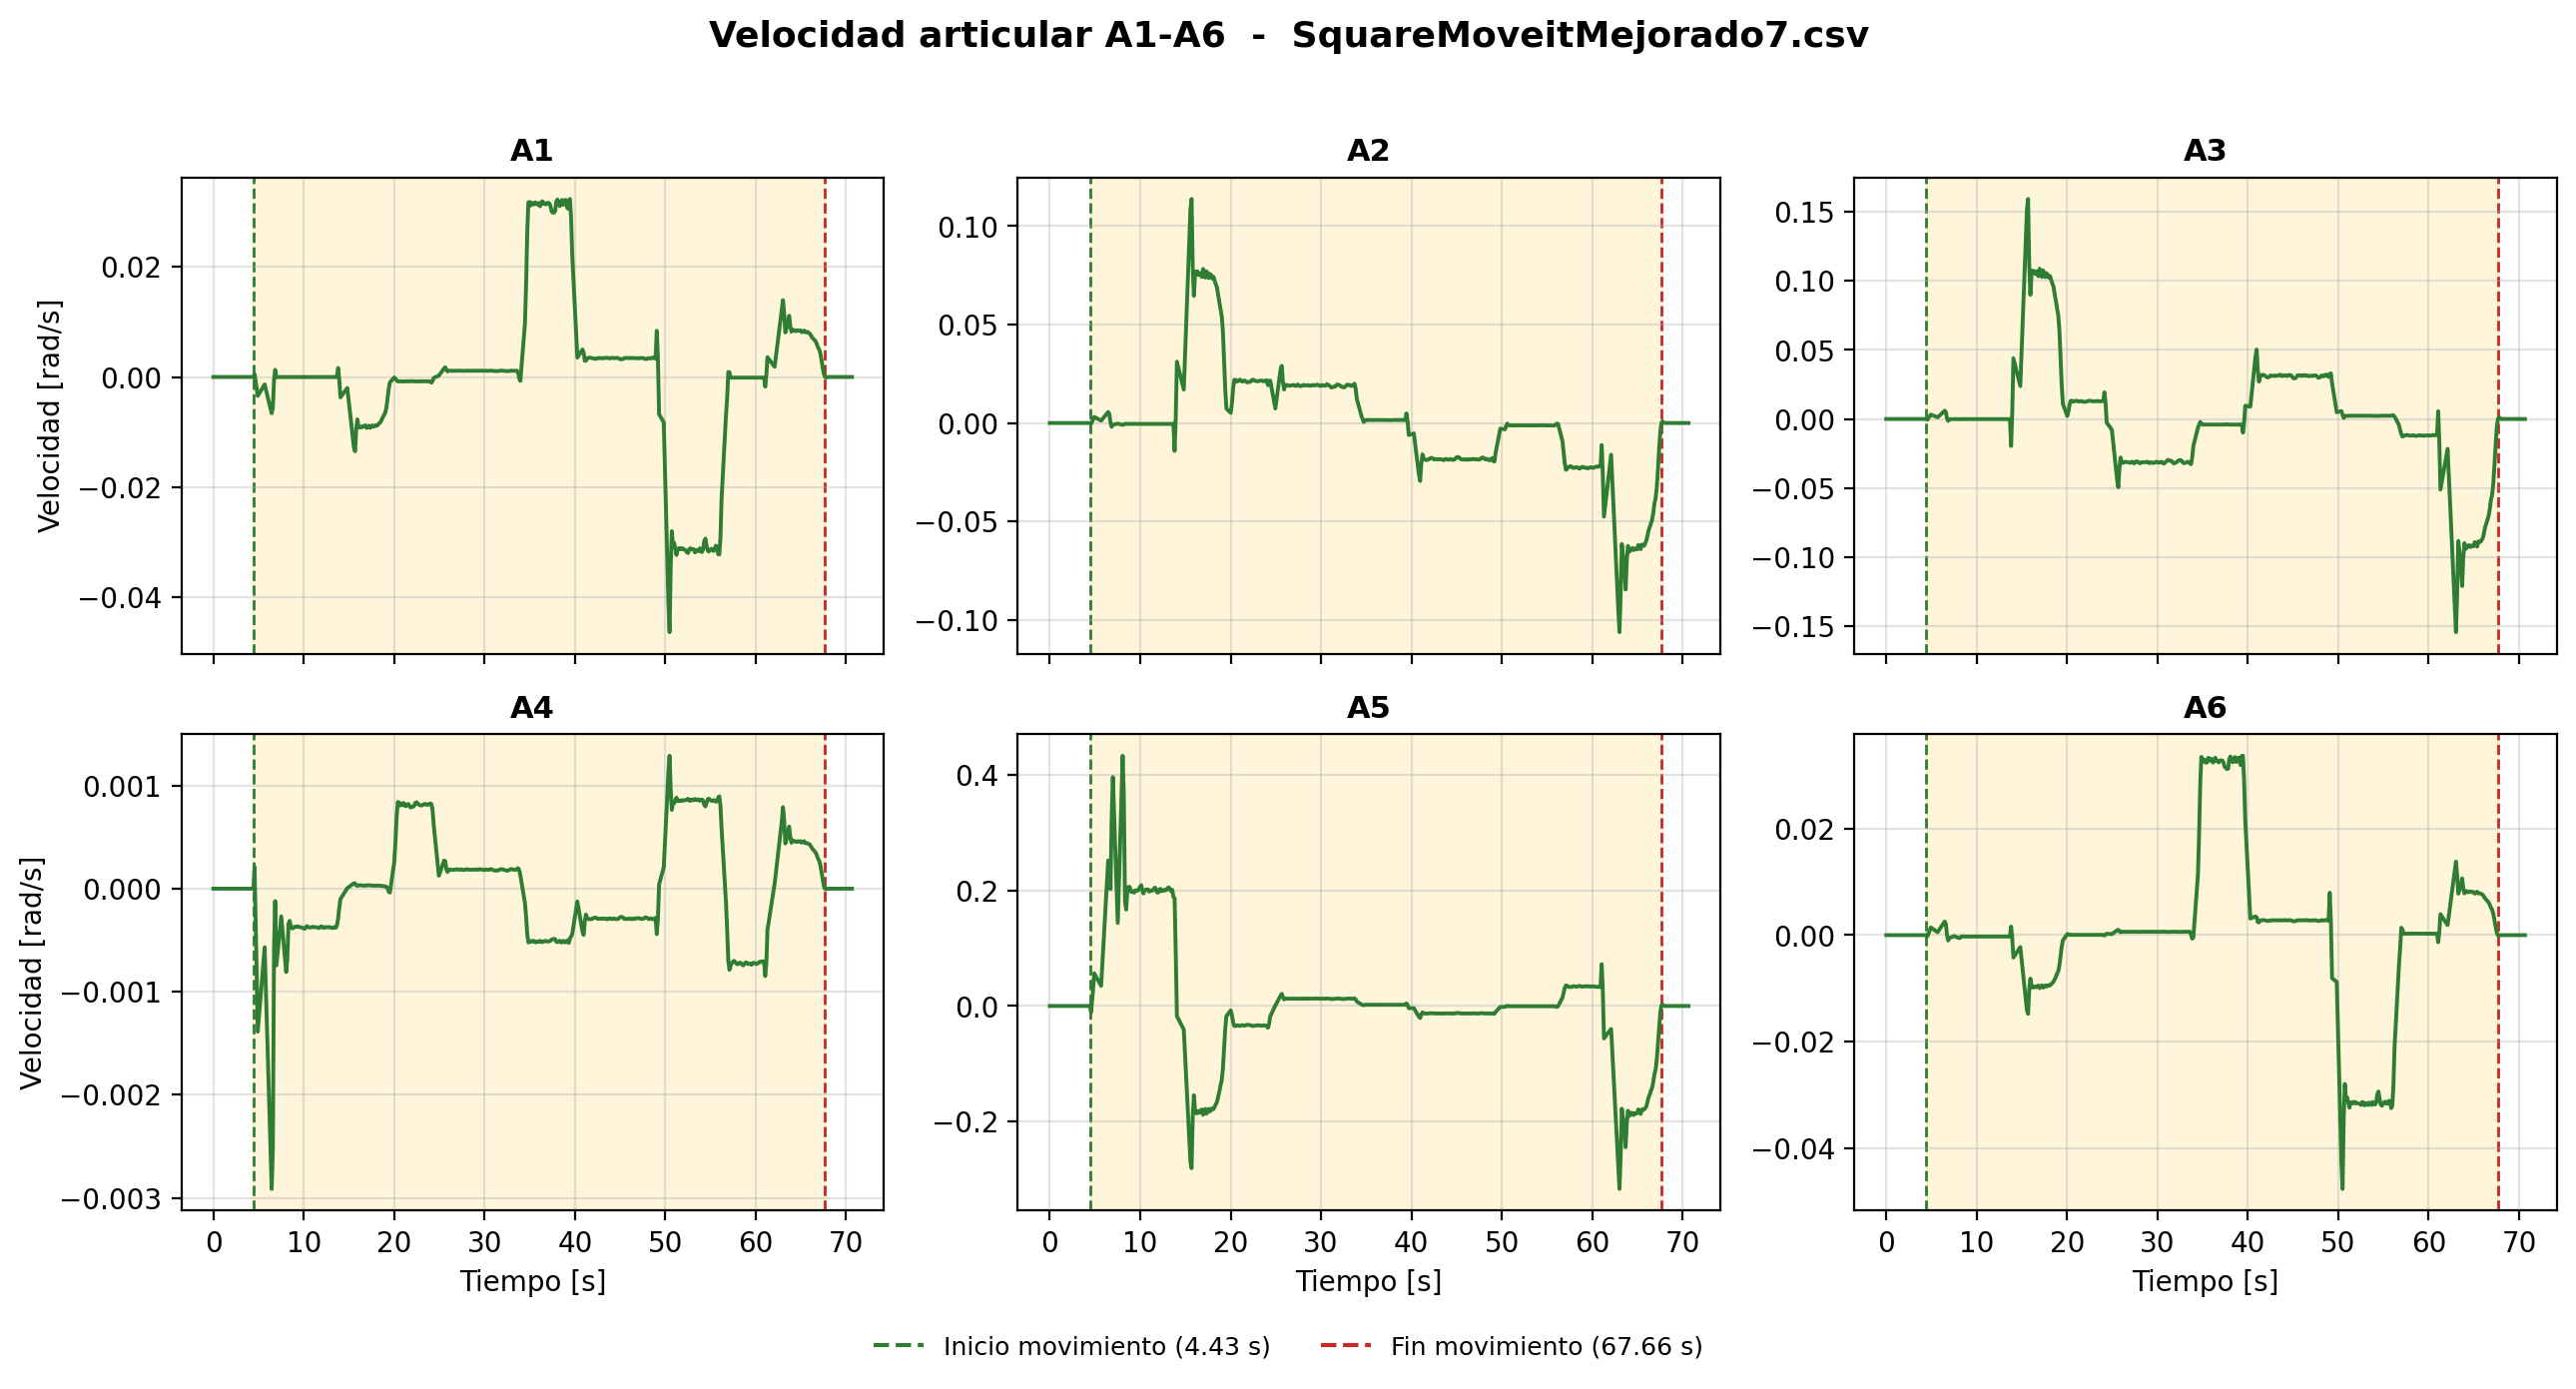 Velocidad articular A1-A6  -  SquareMoveitMejorado7.csv
A1
A2
A3
Velocidad [rad/s]
0.02
0.00
−0.02
−0.04
0.10
0.05
0.00
−0.05
−0.10
0.15
0.10
0.05
0.00
−0.05
−0.10
−0.15
A4
A5
A6
Velocidad [rad/s]
0.001
0.000
−0.001
−0.002
−0.003
0.4
0.2
0.0
−0.2
0.02
0.00
−0.02
−0.04
0 10 20 30 40 50 60 70
0 10 20 30 40 50 60 70
0 10 20 30 40 50 60 70
Tiempo [s]
Tiempo [s]
Tiempo [s]
Inicio movimiento (4.43 s)
Fin movimiento (67.66 s)